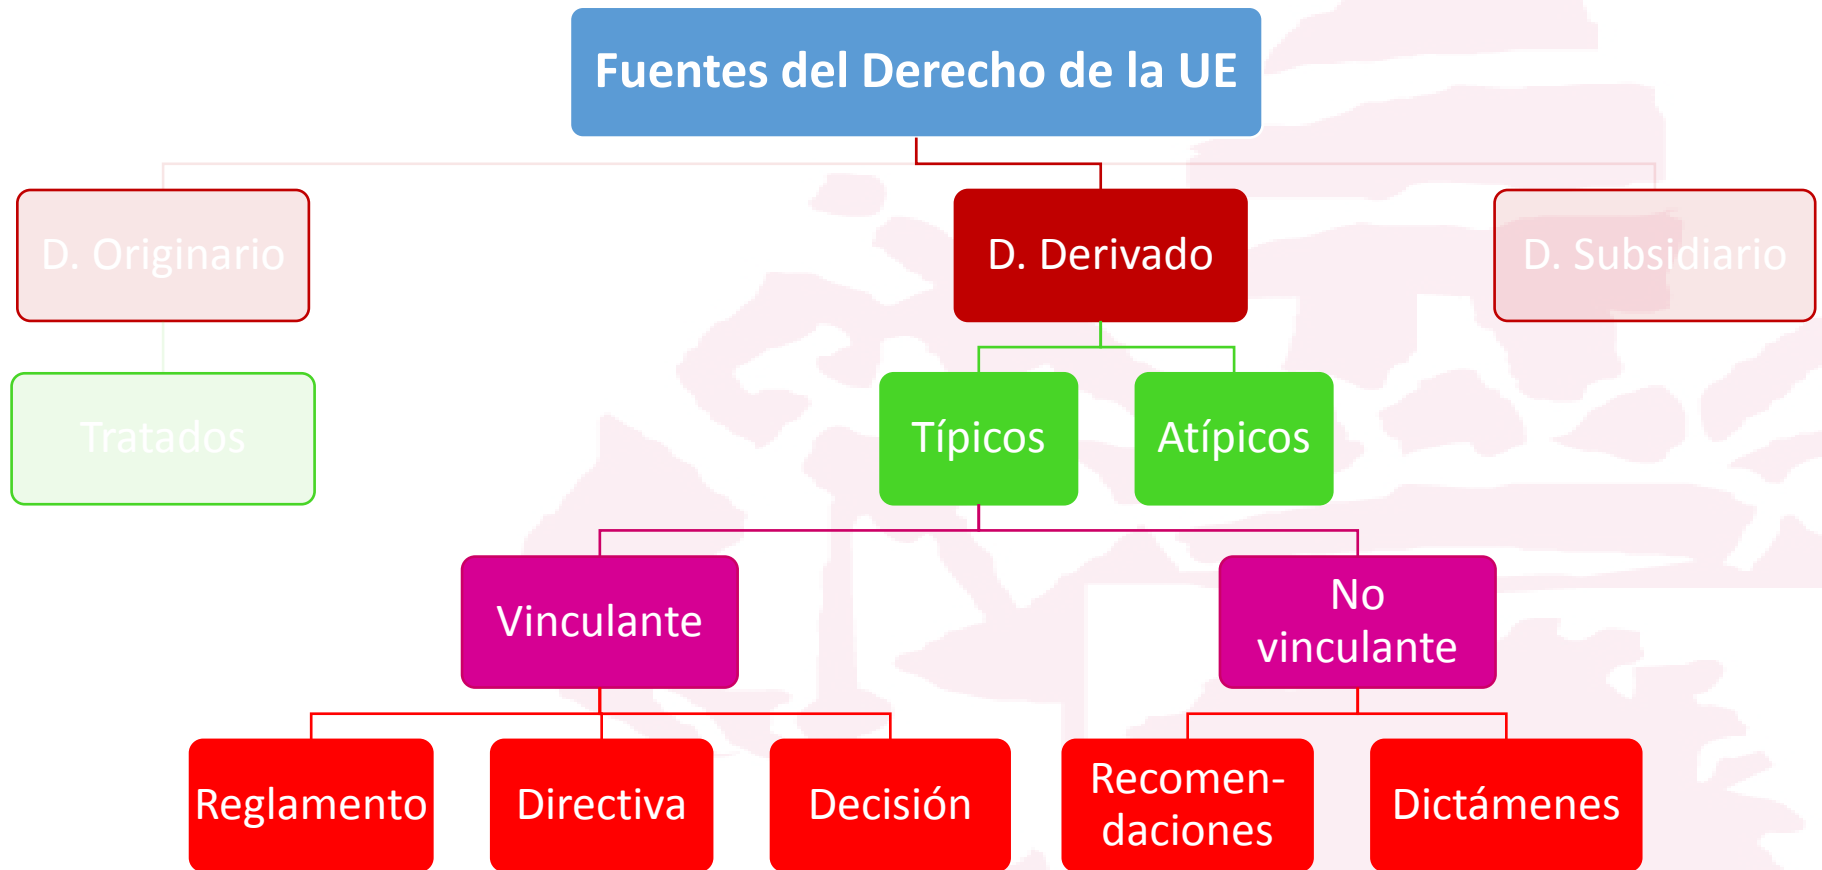 Fuentes del Derecho de la UE
D. Originario
D. Derivado
D. Subsidiario
Tratados
Típicos
Atípicos
Vinculante
No
vinculante
Reglamento
Directiva
Decisión
Recomen-
daciones
Dictámenes